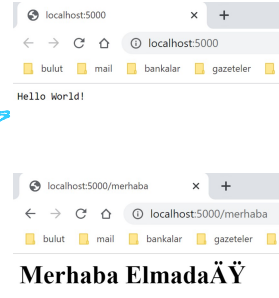 localhost:5000
localhost:5000
bulut mail bankalar gazeteler
Hello World!
localhost:5000/merhaba
localhost:5000/merhaba
bulut mail bankalar gazeteler
Merhaba ElmadaÄŸ